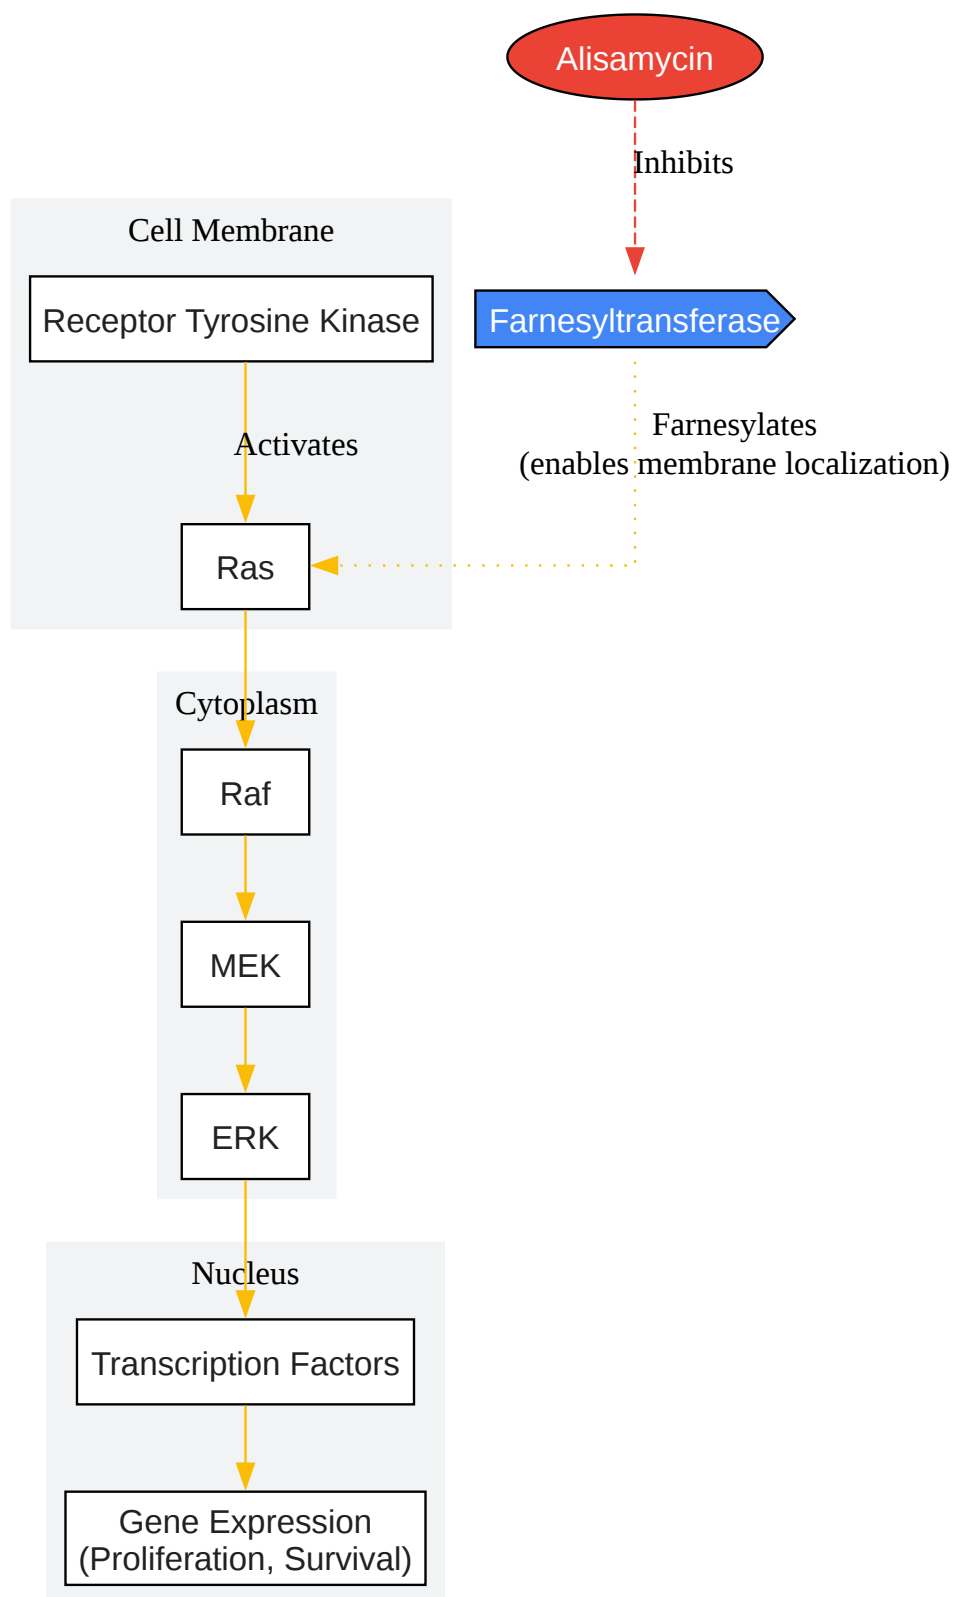 Alisamycin
Inhibits
Cell Membrane
Receptor Tyrosine Kinase
Farnesyltransferase
Activates
Farnesylates
(enables membrane localization)
Ras
Cytoplasm
Raf
MEK
ERK
Nucleus
Transcription Factors
Gene Expression
(Proliferation, Survival)